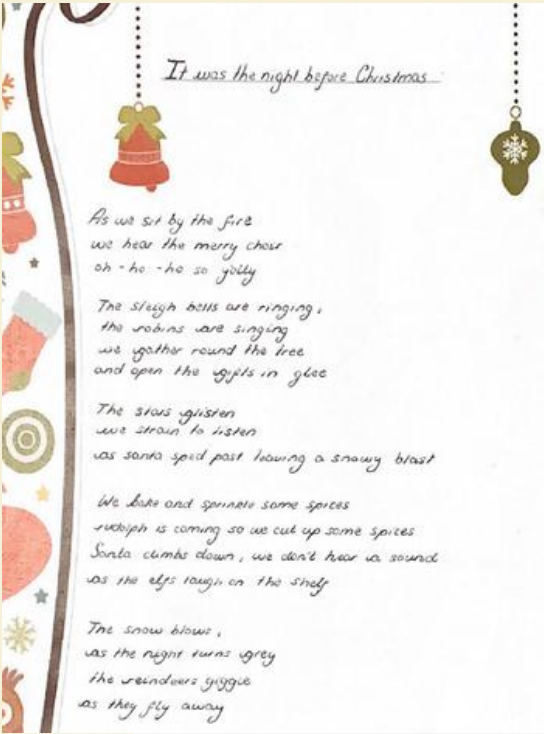 It was the night before Christmas
As we sit by the fire
we hear the merry choir
oh-ho-ho so jolly
The sleigh bells are ringing,
the robins are singing
we gather round the tree
and open the gifts in glee
The stars glisten
we strain to listen
as santa sped past leaving a snowy blast
We bake and sprinkle some spices
rudolph is coming so we cut up some spices
Santa climbs down, we don't hear a sound
as the elfs laugh on the shelf
The snow blows,
as the night turns grey
the reindeers giggle
as they fly away